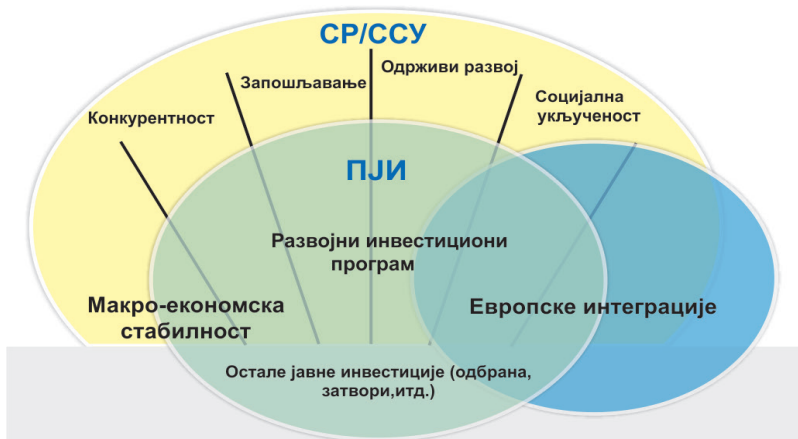 СР/ССУ
Одрживи развој
Запошљавање
Социјална
укључeност
Конкурентност
ПЈИ
Развојни инвестициони
програм
Макро-економска
стабилност
Европске интеграције
Остале јавне инвестиције (одбрана,
затвори,итд.)